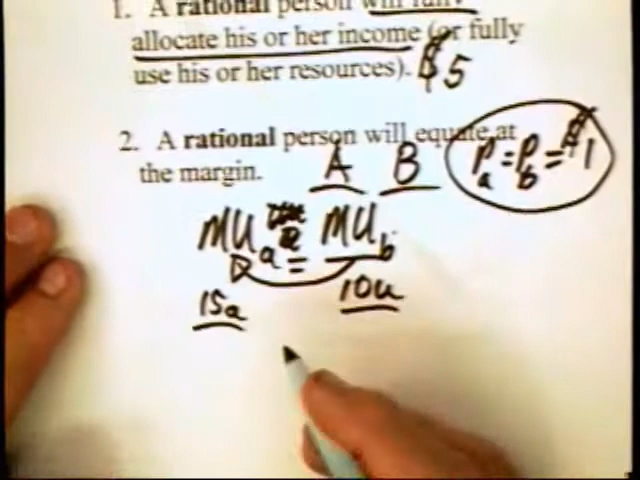 1. A rational person will fully
allocate his or her income (or fully
use his or her resources). $5
2. A rational person will equate at
the margin. A B Pa = Pb = $1
MUa = MUb
15u 10u